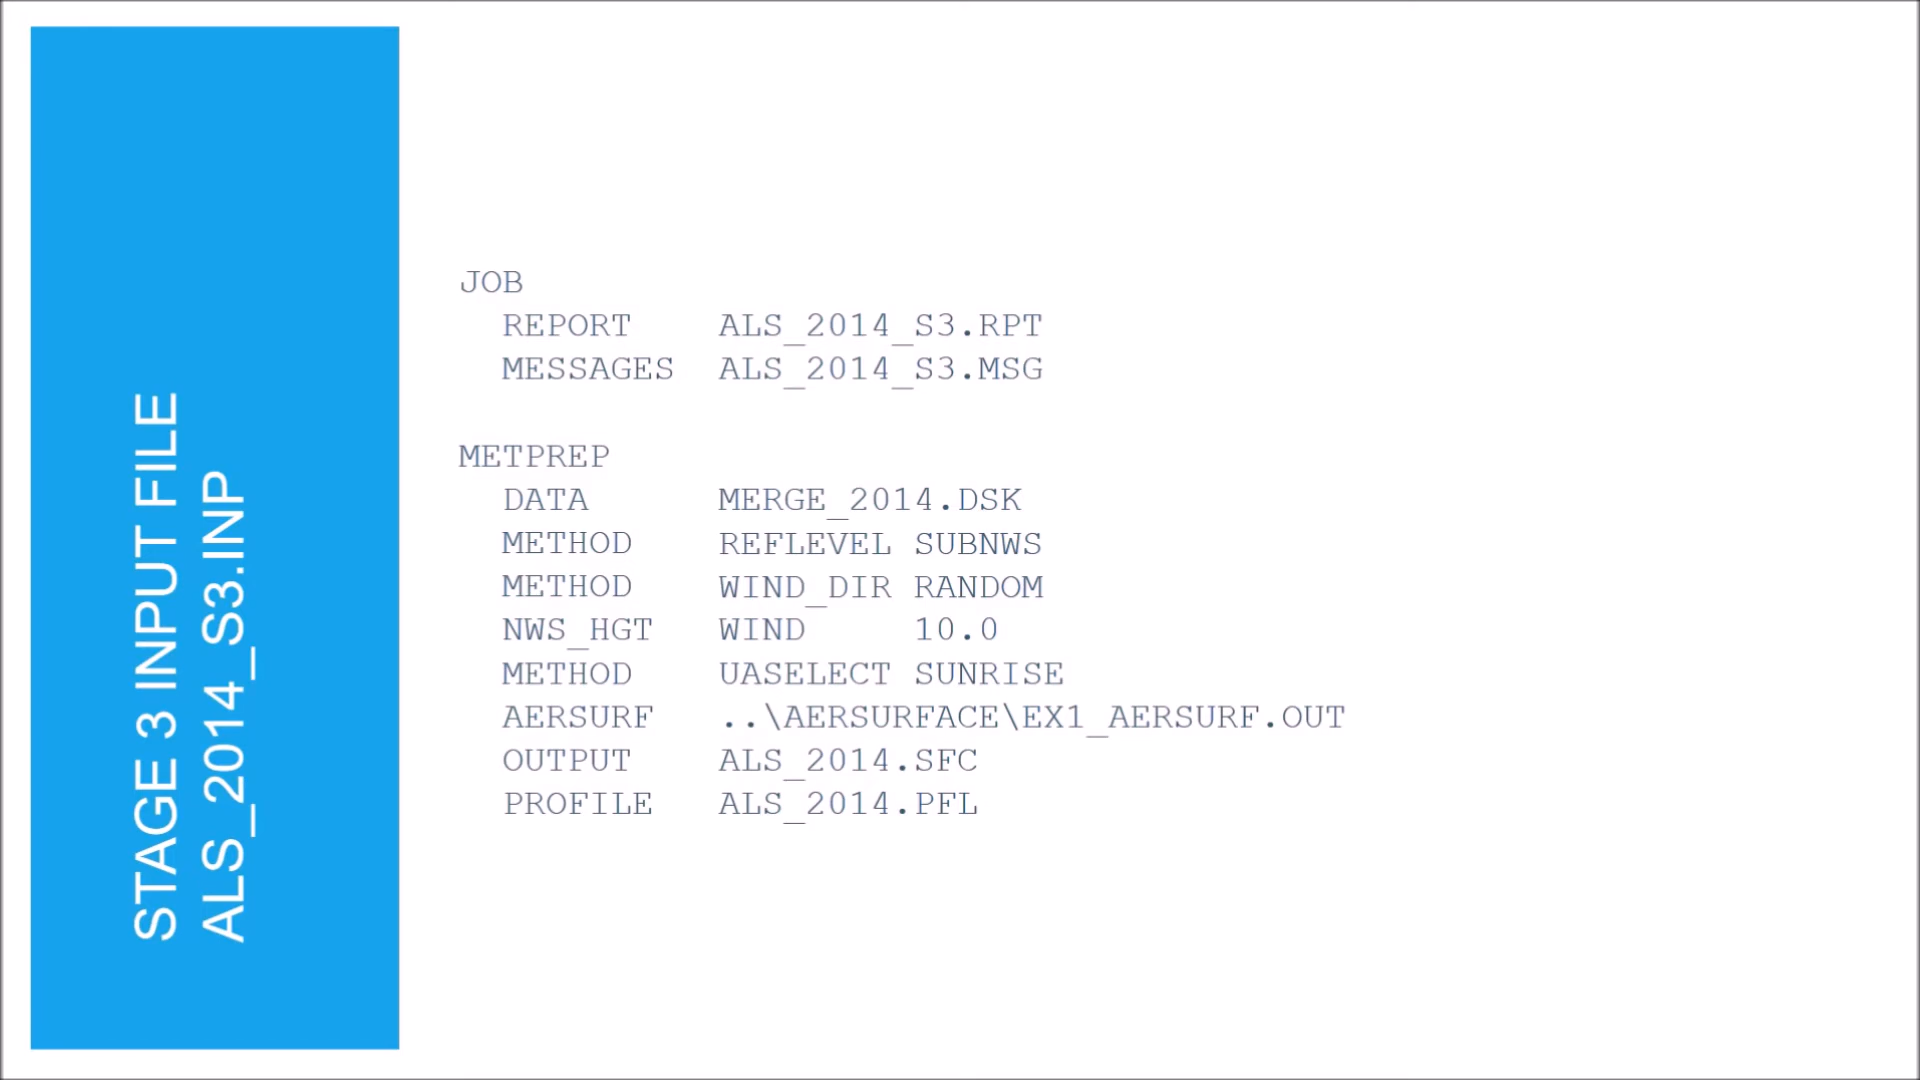 STAGE 3 INPUT FILE
ALS_2014_S3.INP
JOB
REPORT ALS_2014_S3.RPT
MESSAGES ALS_2014_S3.MSG
METPREP
DATA MERGE_2014.DSK
METHOD REFLEVEL SUBNWS
METHOD WIND_DIR RANDOM
NWS_HGT WIND 10.0
METHOD UASELECT SUNRISE
AERSURF ..\AERSURFACE\EX1_AERSURF.OUT
OUTPUT ALS_2014.SFC
PROFILE ALS_2014.PFL